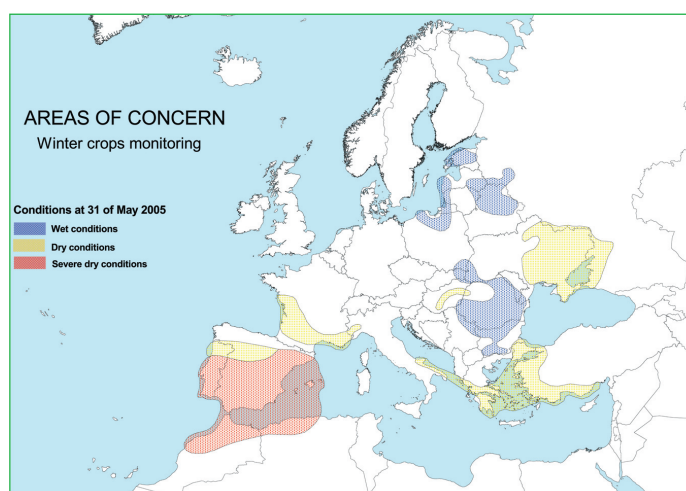 AREAS OF CONCERN
Winter crops monitoring
Conditions at 31 of May 2005
Wet conditions
Dry conditions
Severe dry conditions